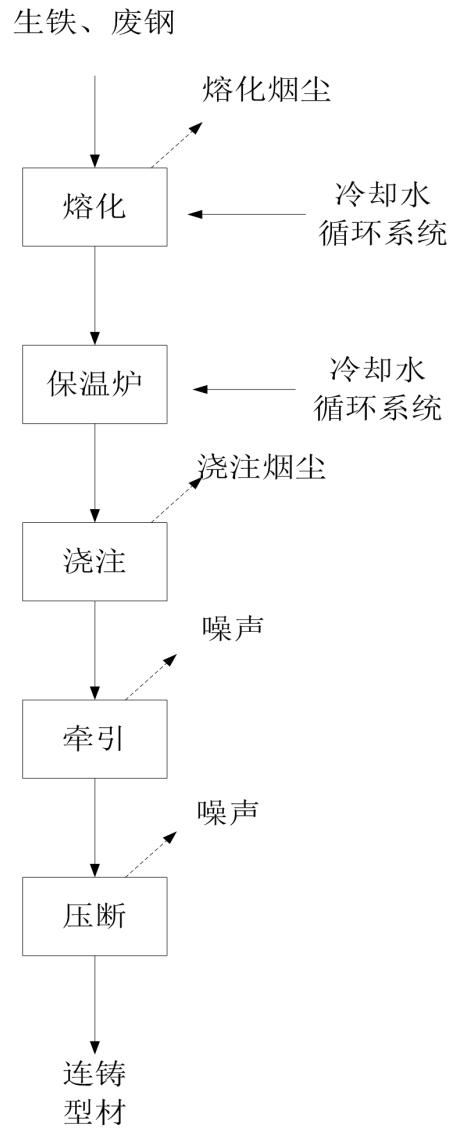 生铁、废钢
熔化烟尘
熔化
冷却水
循环系统
保温炉
冷却水
循环系统
浇注烟尘
浇注
噪声
牵引
噪声
压断
连铸
型材